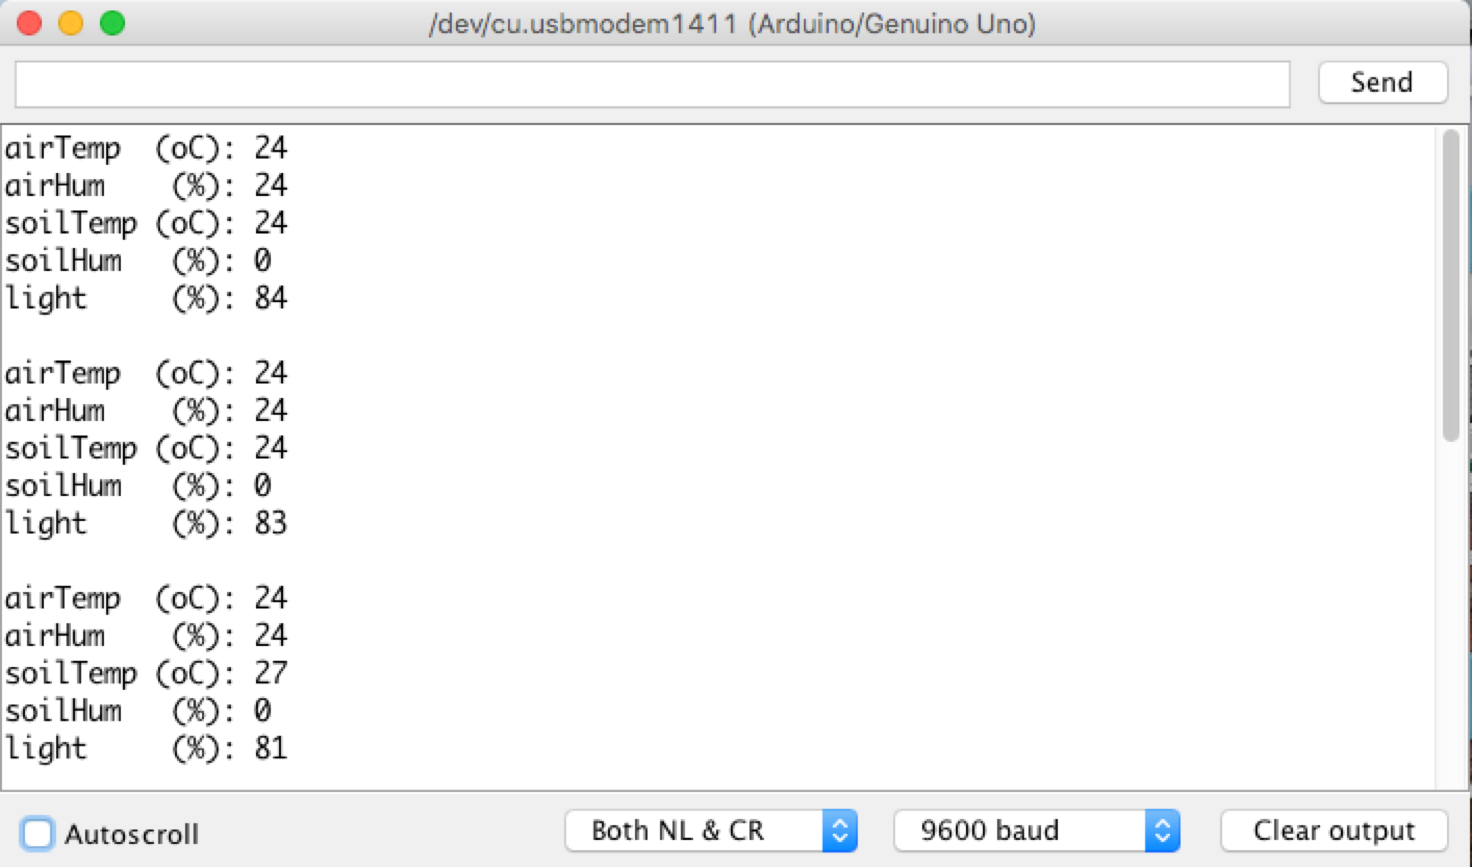 /dev/cu.usbmodem1411 (Arduino/Genuino Uno)
Send
airTemp  (oC): 24
airHum    (%): 24
soilTemp (oC): 24
soilHum   (%): 0
light     (%): 84

airTemp  (oC): 24
airHum    (%): 24
soilTemp (oC): 24
soilHum   (%): 0
light     (%): 83

airTemp  (oC): 24
airHum    (%): 24
soilTemp (oC): 27
soilHum   (%): 0
light     (%): 81
Autoscroll
Both NL & CR
9600 baud
Clear output